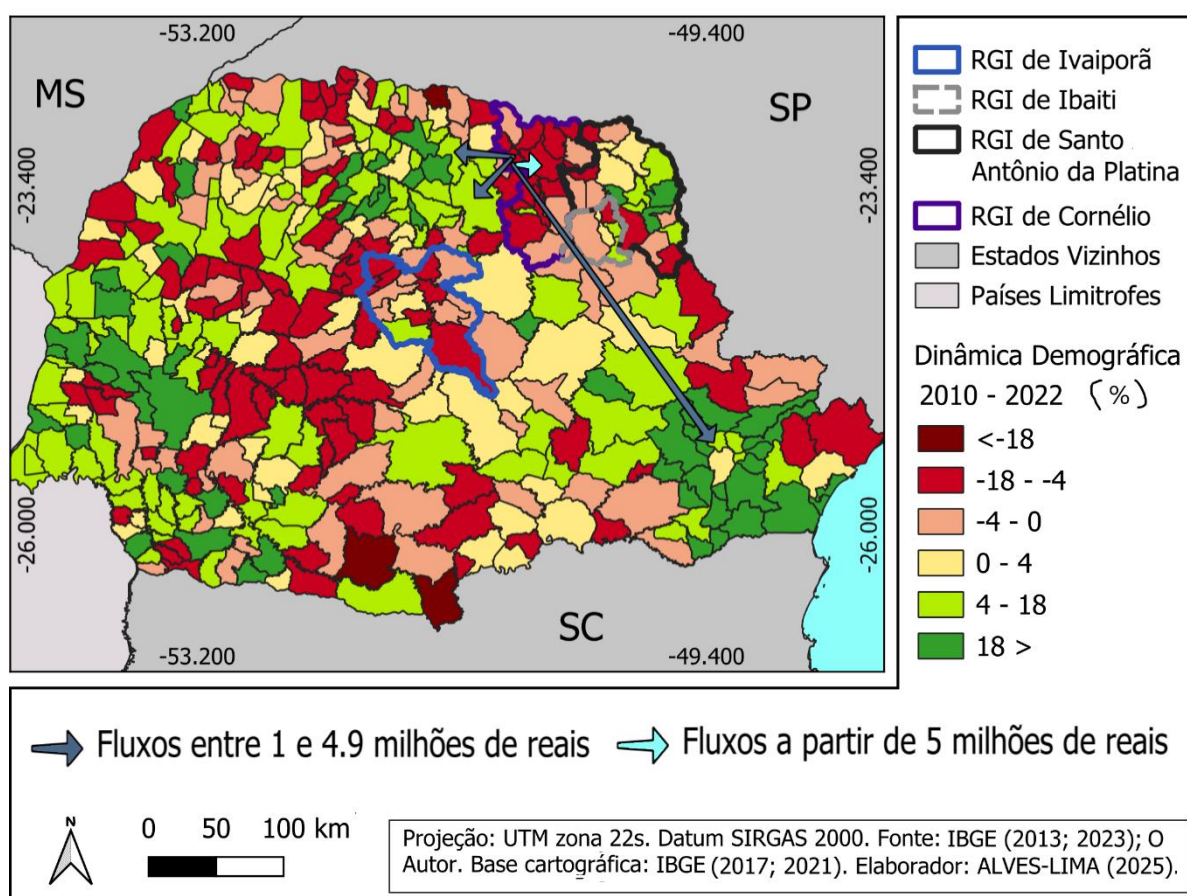 -53.200
-49.400
MS
SP
-23.400
-23.400
-26.000
-26.000
SC
-53.200
-49.400
RGI de Ivaiporã
RGI de Ibaiti
RGI de Santo
Antônio da Platina
RGI de Cornélio
Estados Vizinhos
Países Limitrofes
Dinâmica Demográfica
2010 - 2022 (%)
<-18
-18 - -4
-4 - 0
0 - 4
4 - 18
18 >
Fluxos entre 1 e 4.9 milhões de reais
Fluxos a partir de 5 milhões de reais
N
0 50 100 km
Projeção: UTM zona 22s. Datum SIRGAS 2000. Fonte: IBGE (2013; 2023); O
Autor. Base cartográfica: IBGE (2017; 2021). Elaborador: ALVES-LIMA (2025).